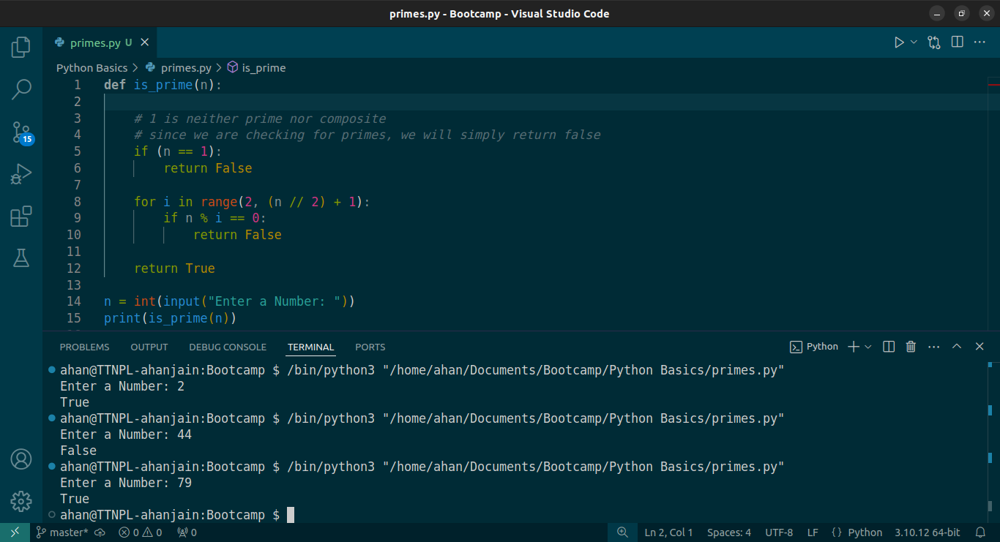 primes.py - Bootcamp - Visual Studio Code
primes.py U
Python Basics > primes.py > is_prime
1 def is_prime(n):
2
3 # 1 is neither prime nor composite
4 # since we are checking for primes, we will simply return false
5 if (n == 1):
6 return False
7
8 for i in range(2, (n // 2) + 1):
9 if n % i == 0:
10 return False
11
12 return True
13
14 n = int(input("Enter a Number: "))
15 print(is_prime(n))
15
PROBLEMS OUTPUT DEBUG CONSOLE TERMINAL PORTS Python
ahan@TTNPL-ahanjain:Bootcamp $ /bin/python3 "/home/ahan/Documents/Bootcamp/Python Basics/primes.py"
Enter a Number: 2
True
ahan@TTNPL-ahanjain:Bootcamp $ /bin/python3 "/home/ahan/Documents/Bootcamp/Python Basics/primes.py"
Enter a Number: 44
False
ahan@TTNPL-ahanjain:Bootcamp $ /bin/python3 "/home/ahan/Documents/Bootcamp/Python Basics/primes.py"
Enter a Number: 79
True
ahan@TTNPL-ahanjain:Bootcamp $
master* 0 0 0 Ln 2, Col 1 Spaces: 4 UTF-8 LF { } Python 3.10.12 64-bit